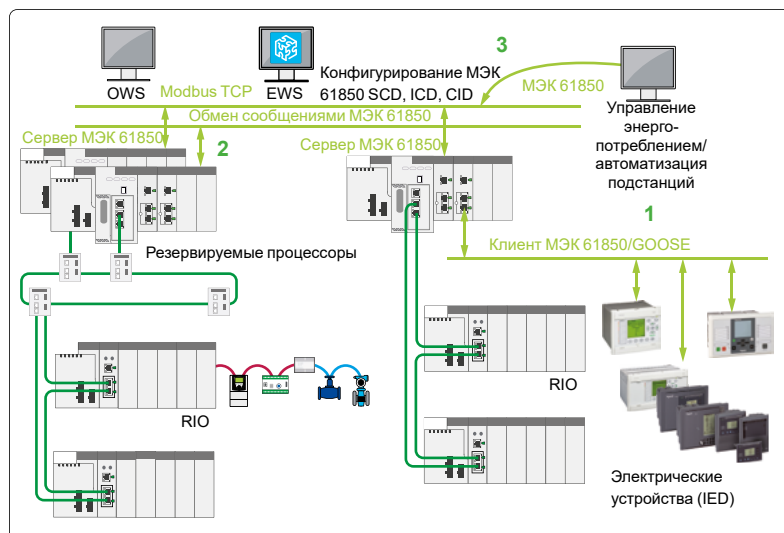 3
OWS
EWS
Конфигурирование МЭК
61850 SCD, ICD, CID
МЭК 61850
Modbus TCP
Обмен сообщениями МЭК 61850
Управление
энерго-
потреблением/
автоматизация
подстанций
Сервер МЭК 61850
2
Сервер МЭК 61850
1
Резервируемые процессоры
Клиент МЭК 61850/GOOSE
RIO
RIO
Электрические
устройства (IED)